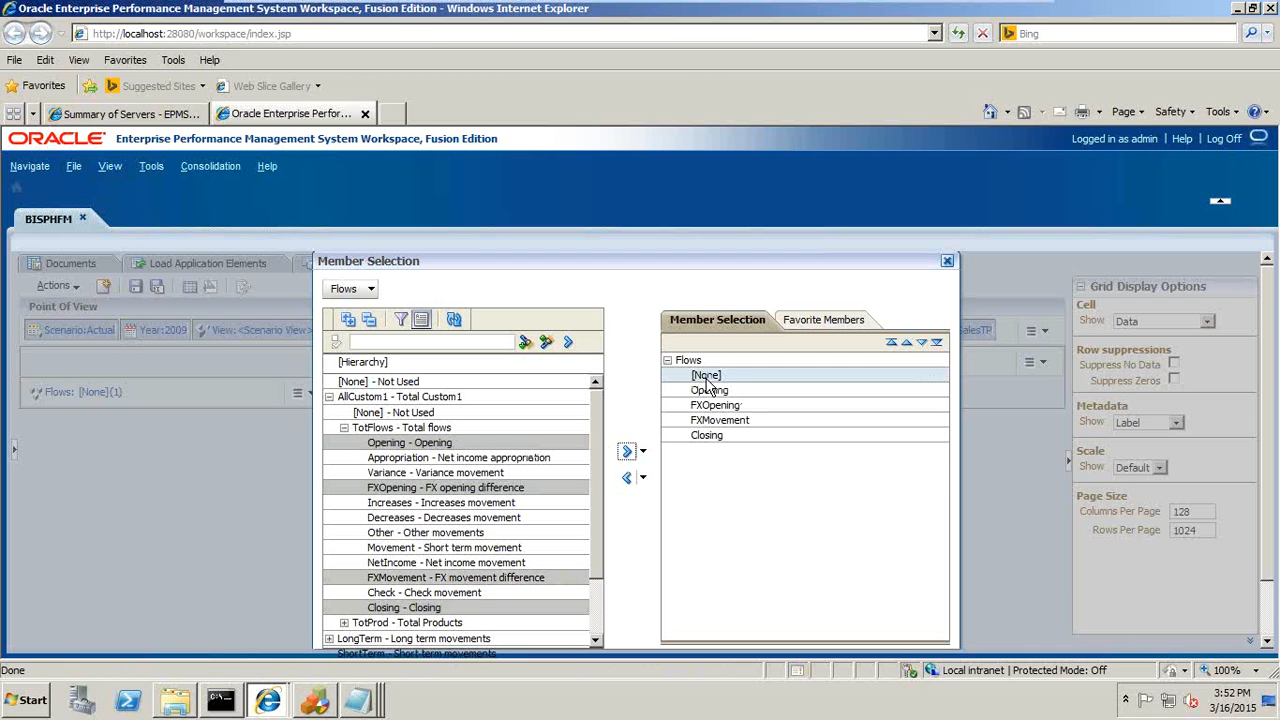 Oracle Enterprise Performance Management System Workspace, Fusion Edition - Windows Internet Explorer
http://localhost:28080/workspace/index.jsp
Bing
File Edit View Favorites Tools Help
Favorites Suggested Sites Web Slice Gallery
Summary of Servers - EPMS... Oracle Enterprise Perfor... Page Safety Tools
ORACLE Enterprise Performance Management System Workspace, Fusion Edition Logged in as admin | Help | Log Off
Navigate File View Tools Consolidation Help
BISPHFM
Documents Load Application Elements
Actions
Point Of View
Scenario:Actual Year:2009 View: <Scenario View> SalesTP
Flows: [None](1)
Member Selection
Flows
[Hierarchy]
[None] - Not Used
AllCustom1 - Total Custom1
[None] - Not Used
TotFlows - Total flows
Opening - Opening
Appropriation - Net income appropriation
Variance - Variance movement
FXOpening - FX opening difference
Increases - Increases movement
Decreases - Decreases movement
Other - Other movements
Movement - Short term movement
NetIncome - Net income movement
FXMovement - FX movement difference
Check - Check movement
Closing - Closing
TotProd - Total Products
LongTerm - Long term movements
ShortTerm - Short term movements
Member Selection Favorite Members
Flows
[None]
Opening
FXOpening
FXMovement
Closing
Grid Display Options
Cell
Show Data
Row suppressions
Suppress No Data
Suppress Zeros
Metadata
Show Label
Scale
Show Default
Page Size
Columns Per Page 128
Rows Per Page 1024
Done Local intranet | Protected Mode: Off 100%
Start 3:52 PM
3/16/2015